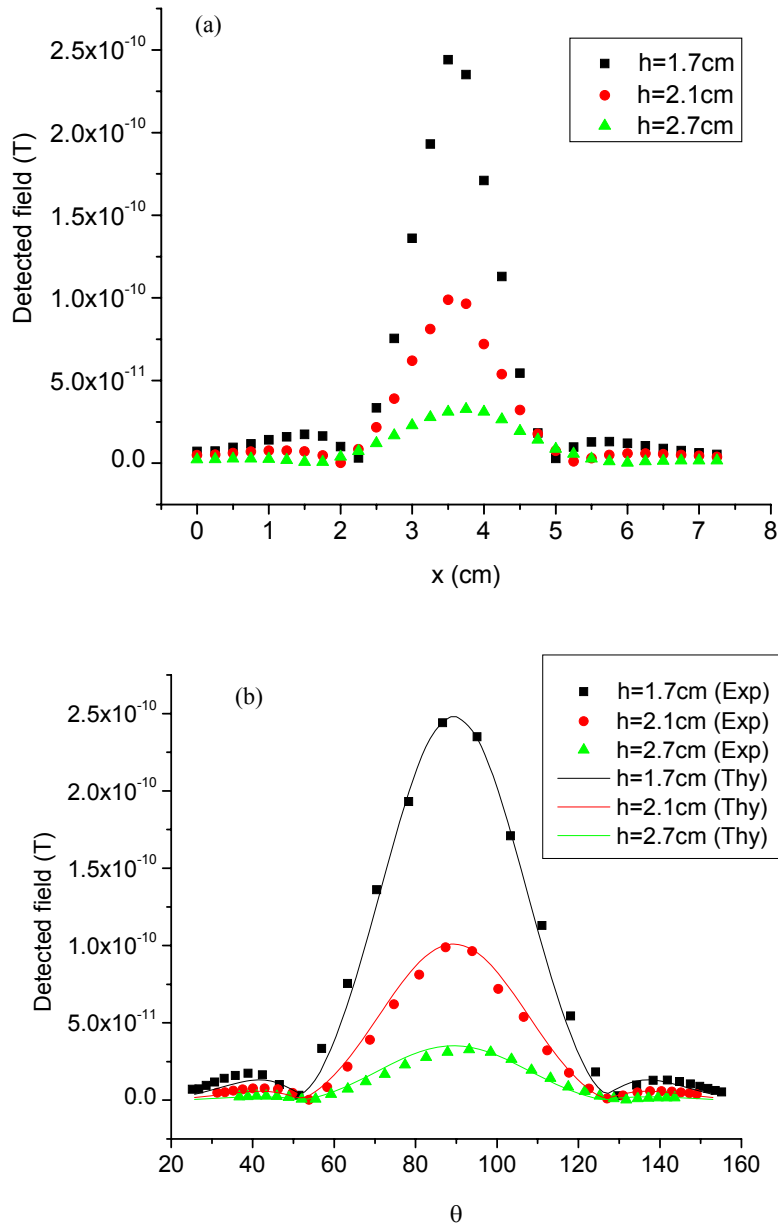 (a)
h=1.7cm
h=2.1cm
h=2.7cm
2.5x10⁻¹⁰
2.0x10⁻¹⁰
1.5x10⁻¹⁰
1.0x10⁻¹⁰
5.0x10⁻¹¹
0.0
Detected field (T)
0 1 2 3 4 5 6 7 8
x (cm)
(b)
h=1.7cm (Exp)
h=2.1cm (Exp)
h=2.7cm (Exp)
h=1.7cm (Thy)
h=2.1cm (Thy)
h=2.7cm (Thy)
2.5x10⁻¹⁰
2.0x10⁻¹⁰
1.5x10⁻¹⁰
1.0x10⁻¹⁰
5.0x10⁻¹¹
0.0
Detected field (T)
20 40 60 80 100 120 140 160
θ